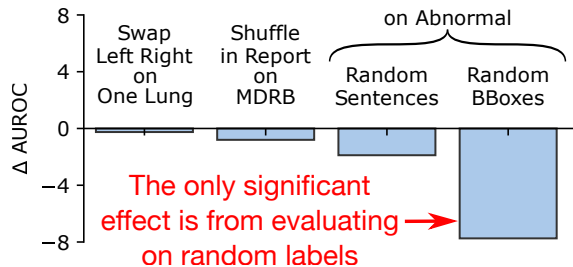 8
4
0
−4
−8
Δ AUROC
Swap
Left Right
on
One Lung
Shuffle
in Report
on
MDRB
on Abnormal
Random
Sentences
Random
BBoxes
The only significant
effect is from evaluating
on random labels